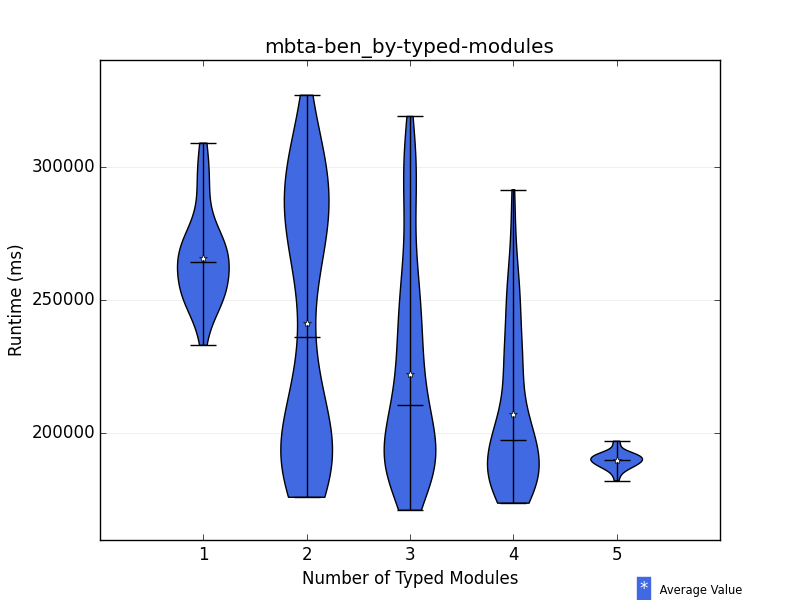 mbta-ben_by-typed-modules
300000
250000
200000
Runtime (ms)
1 2 3 4 5
Number of Typed Modules
* Average Value